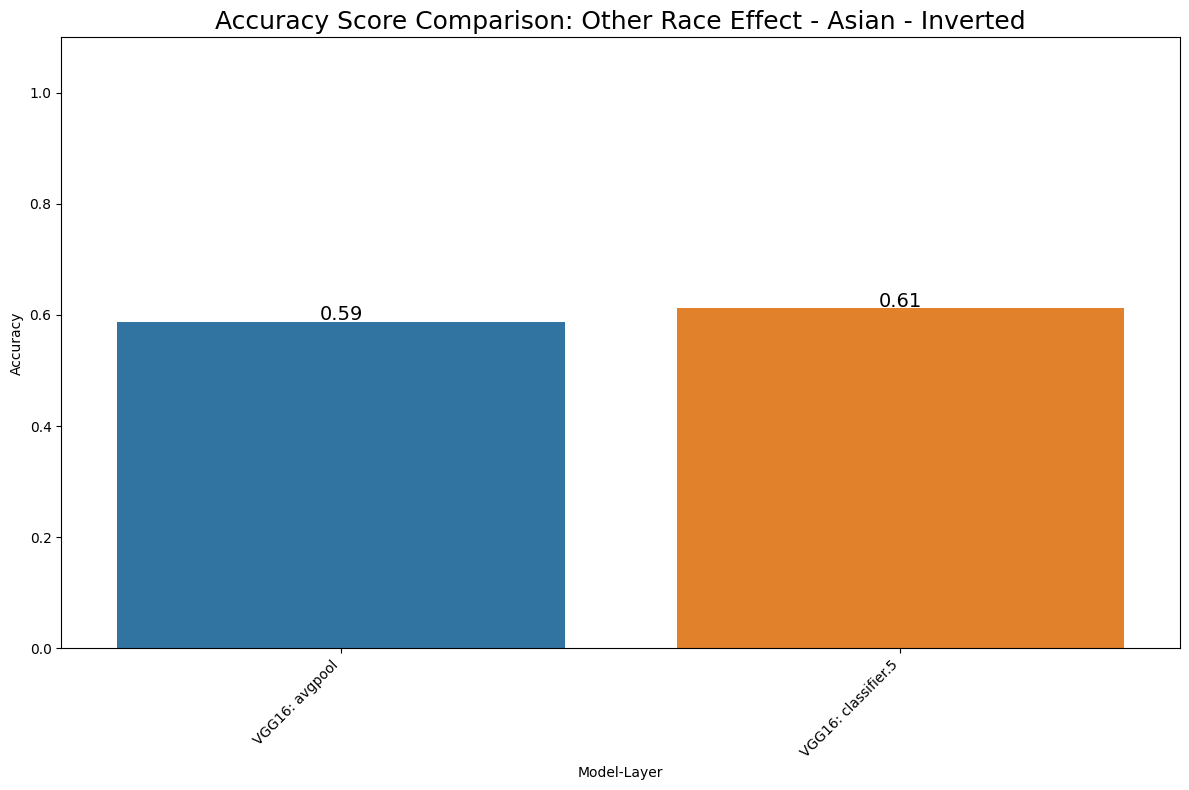 Accuracy Score Comparison: Other Race Effect - Asian - Inverted
1.0
0.8
0.6
0.4
0.2
0.0
Accuracy
0.59
0.61
VGG16: avgpool
VGG16: classifier.5
Model-Layer